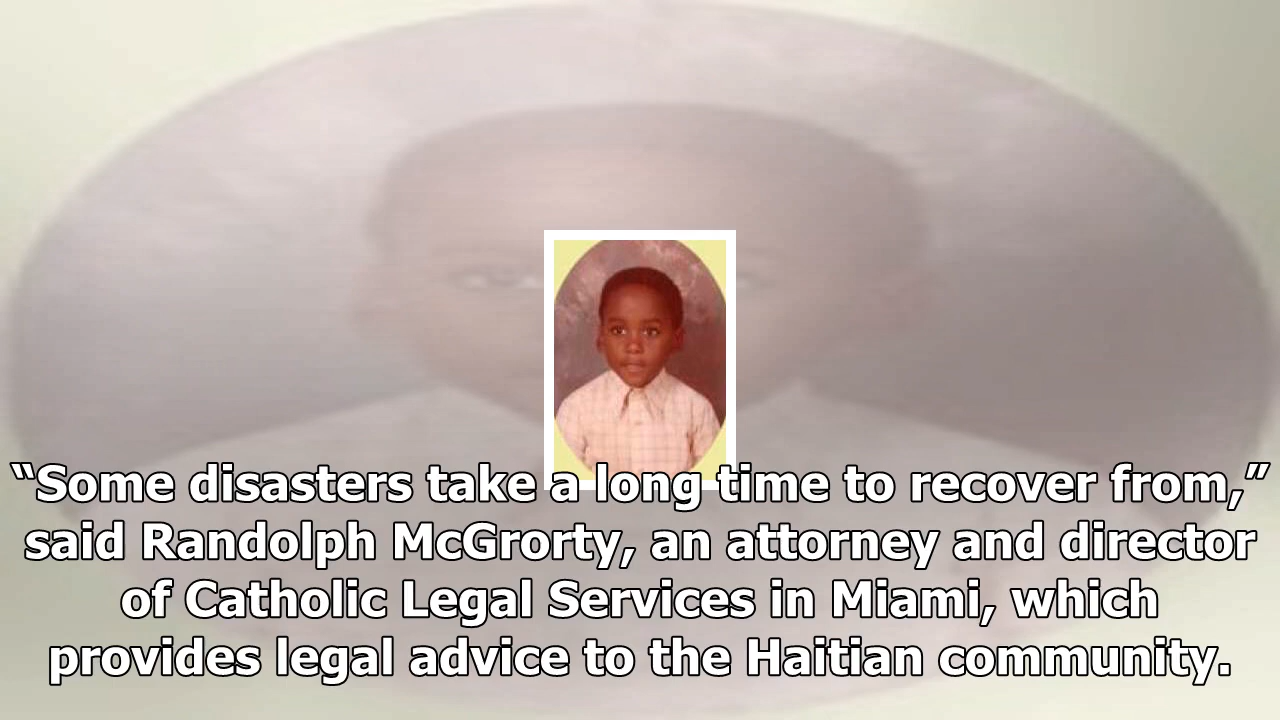 “Some disasters take a long time to recover from,”
said Randolph McGrorty, an attorney and director
of Catholic Legal Services in Miami, which
provides legal advice to the Haitian community.